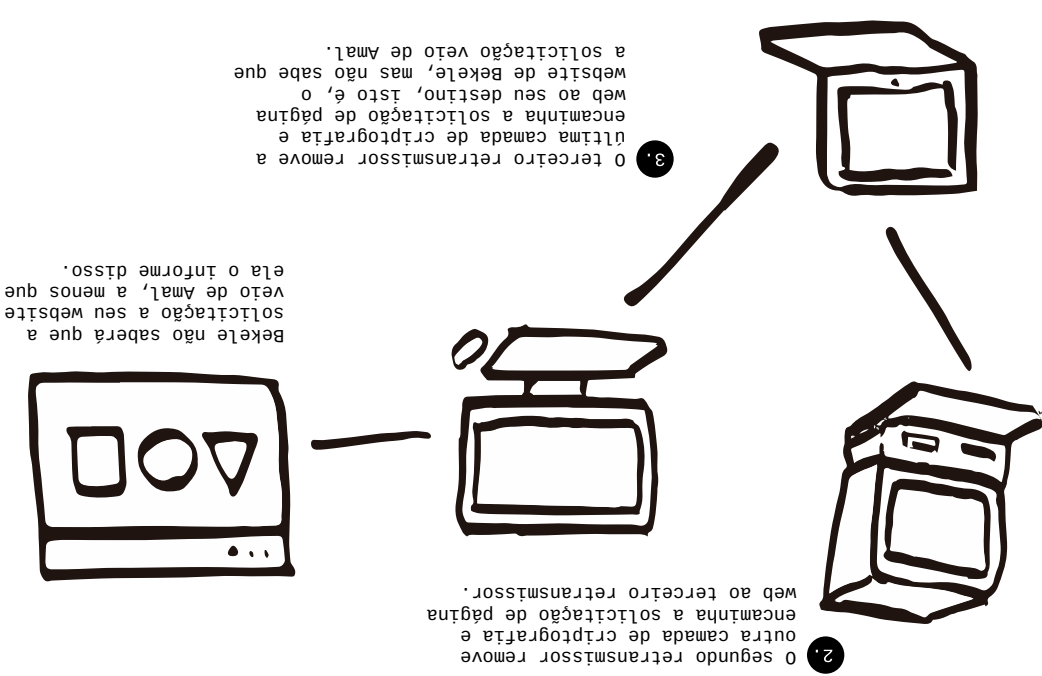 2.
O segundo retransmissor remove
outra camada de criptografia e
encaminha a solicitação de página
web ao terceiro retransmissor.
Bekele não saberá que a
solicitação a seu website
veio de Amal, a menos que
ela o informe disso.
3.
O terceiro retransmissor remove a
última camada de criptografia e
encaminha a solicitação de página
web ao seu destino, isto é, o
website de Bekele, mas não sabe que
a solicitação veio de Amal.